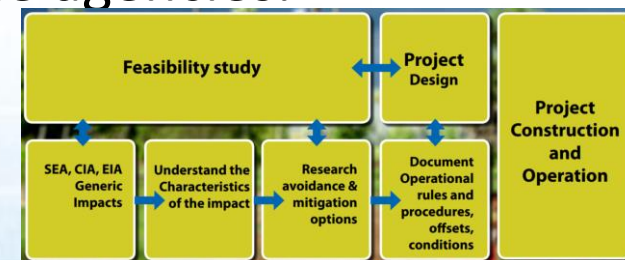 agencies.
Feasibility study
Project
Design
Project
Construction
and
Operation
SEA, CIA, EIA
Generic
Impacts
Understand the
Characteristics
of the impact
Research
avoidance &
mitigation
options
Document
Operational
rules and
procedures,
offsets,
conditions